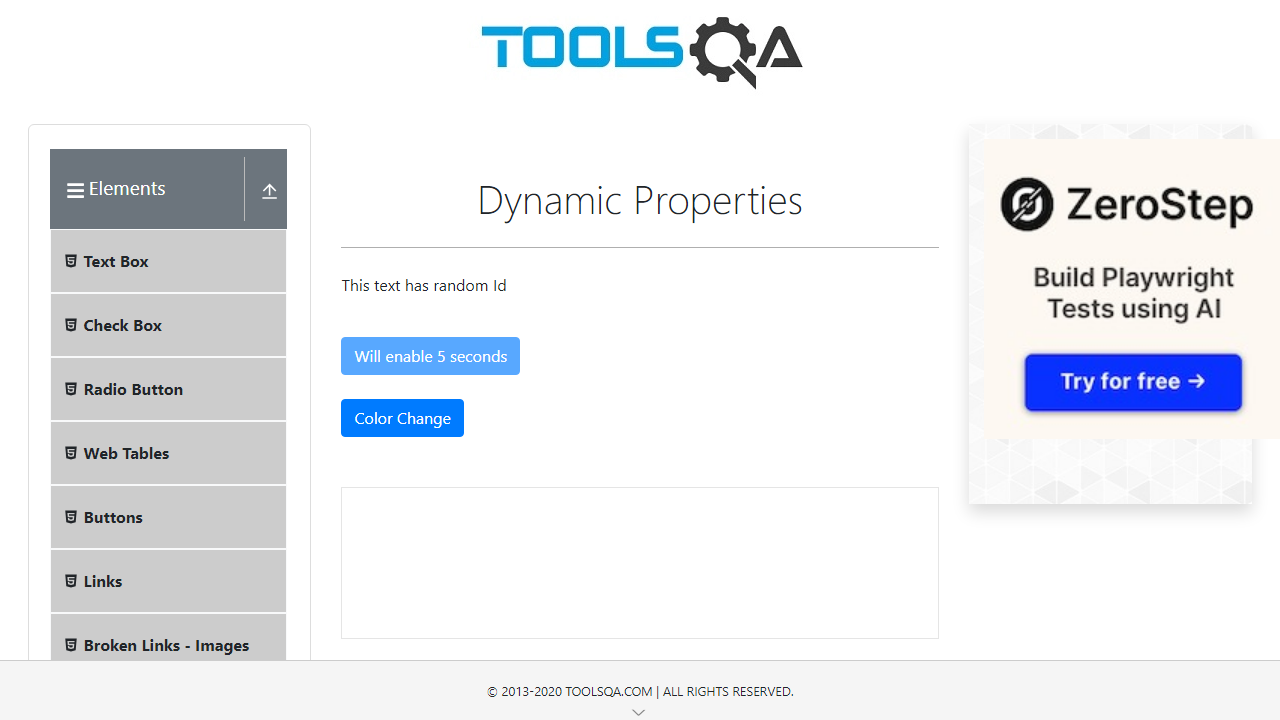 TOOLSQA
Elements
Text Box
Check Box
Radio Button
Web Tables
Buttons
Links
Broken Links - Images
Dynamic Properties
This text has random Id
Will enable 5 seconds
Color Change
ZeroStep
Build Playwright
Tests using AI
Try for free →
© 2013-2020 TOOLSQA.COM | ALL RIGHTS RESERVED.